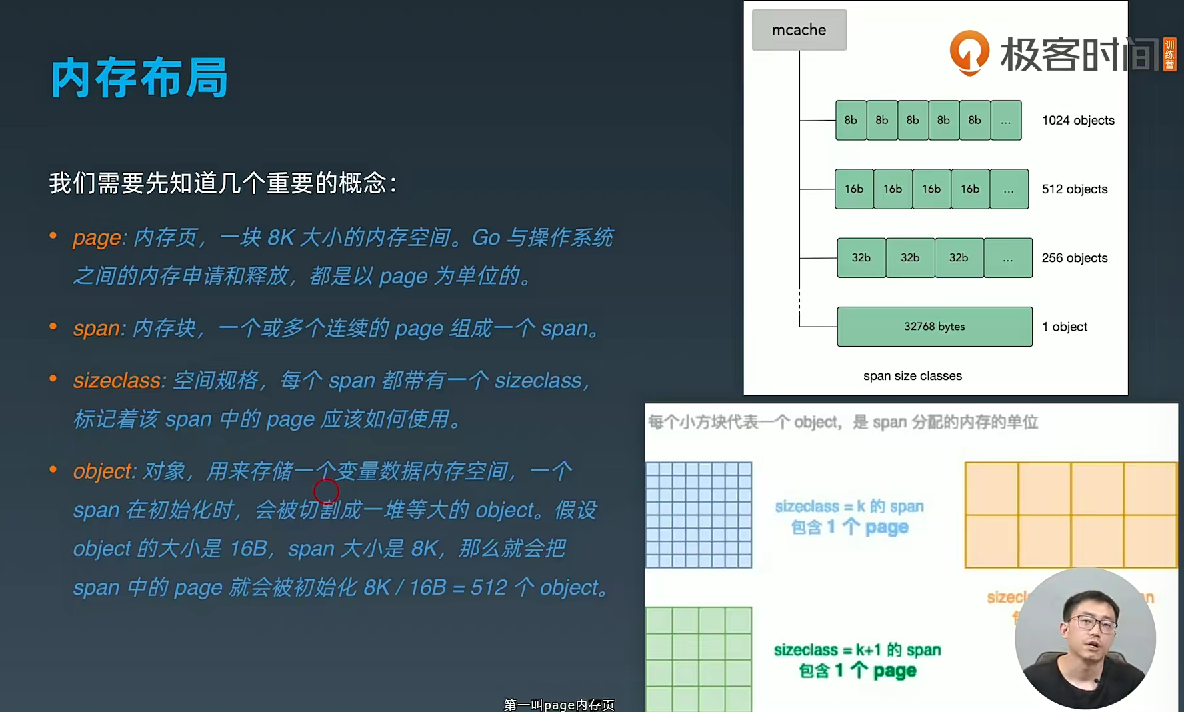 内存布局
我们需要先知道几个重要的概念：
• page: 内存页，一块 8K 大小的内存空间。Go 与操作系统
之间的内存申请和释放，都是以 page 为单位的。
• span: 内存块，一个或多个连续的 page 组成一个 span。
• sizeclass: 空间规格，每个 span 都带有一个 sizeclass，
标记着该 span 中的 page 应该如何使用。
• object: 对象，用来存储一个变量数据内存空间，一个
span 在初始化时，会被切割成一堆等大的 object。假设
object 的大小是 16B，span 大小是 8K，那么就会把
span 中的 page 就会被初始化 8K / 16B = 512 个 object。
mcache
极客时间
训练营
8b 8b 8b 8b 8b ... 1024 objects
16b 16b 16b 16b ... 512 objects
32b 32b 32b ... 256 objects
32768 bytes 1 object
span size classes
每个小方块代表一个 object，是 span 分配的内存的单位
sizeclass = k 的 span
包含 1 个 page
sizeclass = k+1 的 span
包含 1 个 page
第一叫page内存页